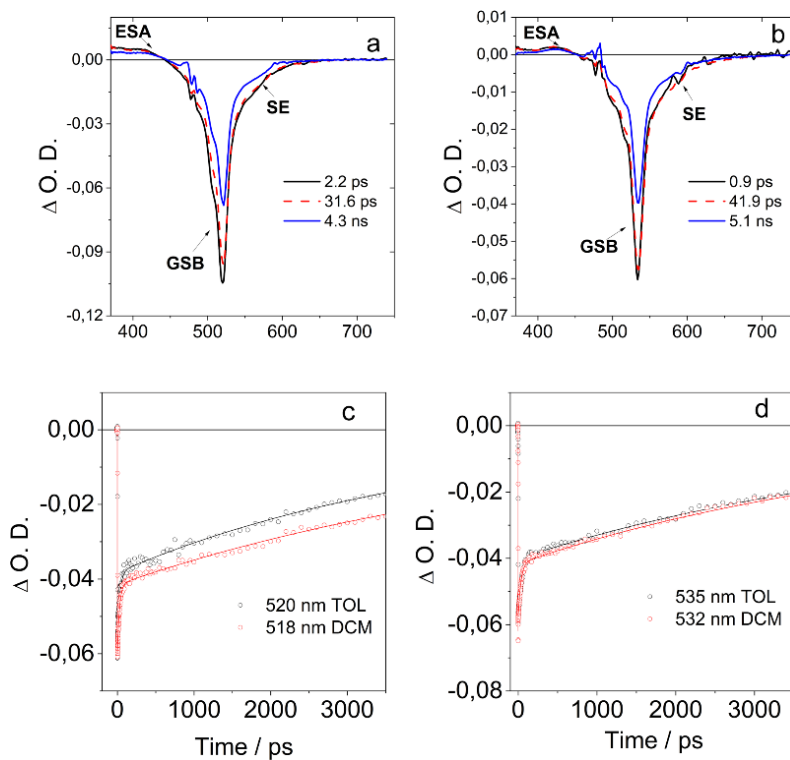 a
ESA
0,00
-0,03
-0,06
-0,09
-0,12
Δ O. D.
SE
GSB
2.2 ps
31.6 ps
4.3 ns
400 500 600 700
b
ESA
0,01
0,00
-0,01
-0,02
-0,03
-0,04
-0,05
-0,06
-0,07
Δ O. D.
SE
GSB
0.9 ps
41.9 ps
5.1 ns
400 500 600 700
c
0,00
-0,02
-0,04
-0,06
Δ O. D.
520 nm TOL
518 nm DCM
0 1000 2000 3000
Time / ps
d
0,00
-0,02
-0,04
-0,06
-0,08
Δ O. D.
535 nm TOL
532 nm DCM
0 1000 2000 3000
Time / ps